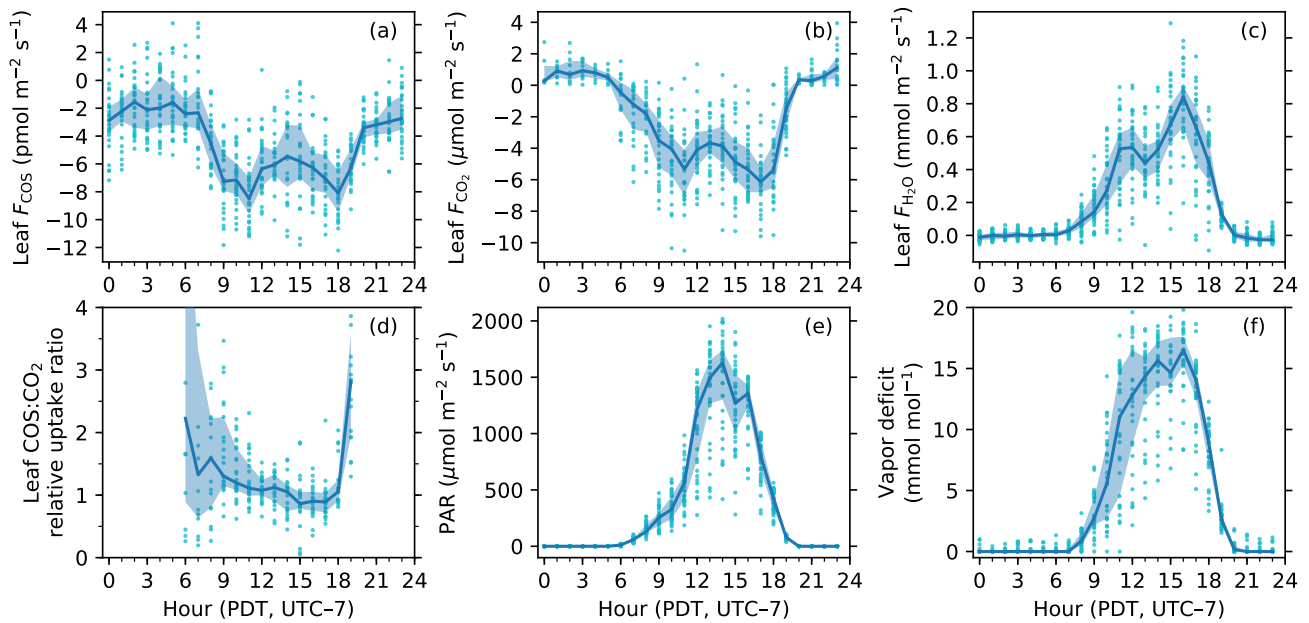 (a)
Leaf F_COS (pmol m⁻² s⁻¹)
4
2
0
−2
−4
−6
−8
−10
−12
0 3 6 9 12 15 18 21 24
(b)
Leaf F_CO₂ (μmol m⁻² s⁻¹)
4
2
0
−2
−4
−6
−8
−10
0 3 6 9 12 15 18 21 24
(c)
Leaf F_H₂O (mmol m⁻² s⁻¹)
1.2
1.0
0.8
0.6
0.4
0.2
0.0
0 3 6 9 12 15 18 21 24
(d)
Leaf COS:CO₂
relative uptake ratio
4
3
2
1
0
0 3 6 9 12 15 18 21 24
Hour (PDT, UTC–7)
(e)
PAR (μmol m⁻² s⁻¹)
2000
1500
1000
500
0
0 3 6 9 12 15 18 21 24
Hour (PDT, UTC–7)
(f)
Vapor deficit
(mmol mol⁻¹)
20
15
10
5
0
0 3 6 9 12 15 18 21 24
Hour (PDT, UTC–7)